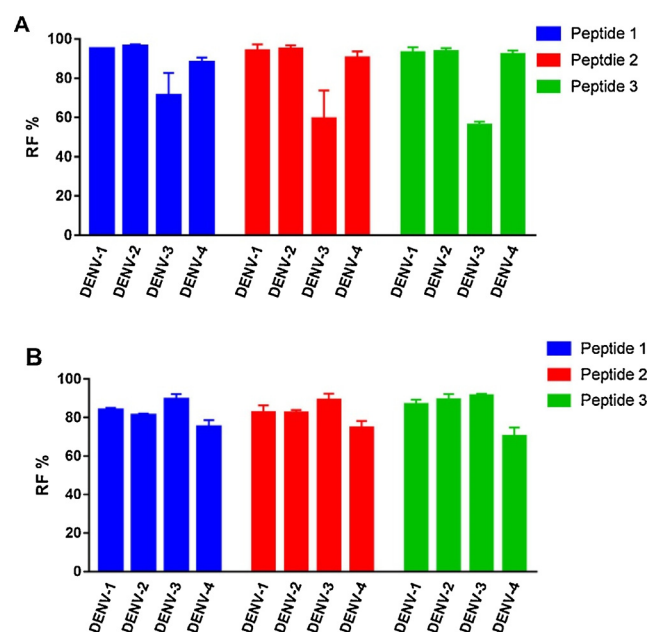 A
Peptide 1
Peptdie 2
Peptide 3
RF %
100
80
60
40
20
0
DENV-1
DENV-2
DENV-3
DENV-4
DENV-1
DENV-2
DENV-3
DENV-4
DENV-1
DENV-2
DENV-3
DENV-4
B
Peptide 1
Peptide 2
Peptide 3
RF %
100
80
60
40
20
0
DENV-1
DENV-2
DENV-3
DENV-4
DENV-1
DENV-2
DENV-3
DENV-4
DENV-1
DENV-2
DENV-3
DENV-4